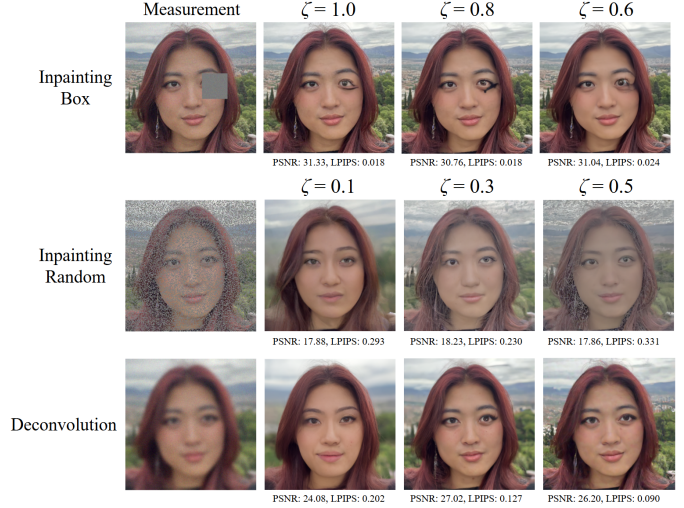 Measurement ζ = 1.0 ζ = 0.8 ζ = 0.6
Inpainting
Box
PSNR: 31.33, LPIPS: 0.018 PSNR: 30.76, LPIPS: 0.018 PSNR: 31.04, LPIPS: 0.024
ζ = 0.1 ζ = 0.3 ζ = 0.5
Inpainting
Random
PSNR: 17.88, LPIPS: 0.293 PSNR: 18.23, LPIPS: 0.230 PSNR: 17.86, LPIPS: 0.331
Deconvolution
PSNR: 24.08, LPIPS: 0.202 PSNR: 27.02, LPIPS: 0.127 PSNR: 26.20, LPIPS: 0.090